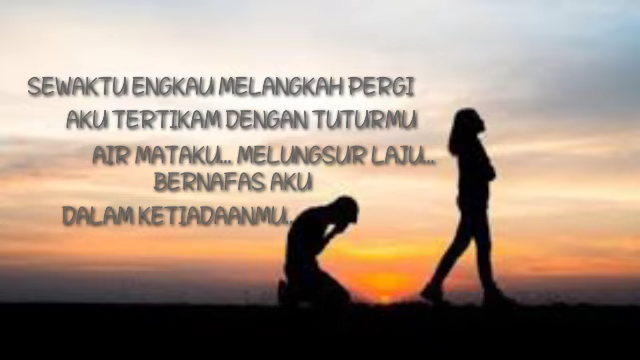 SEWAKTU ENGKAU MELANGKAH PERGI
AKU TERTIKAM DENGAN TUTURMU
AIR MATAKU... MELUNGSUR LAJU...
BERNAFAS AKU
DALAM KETIADAANMU..